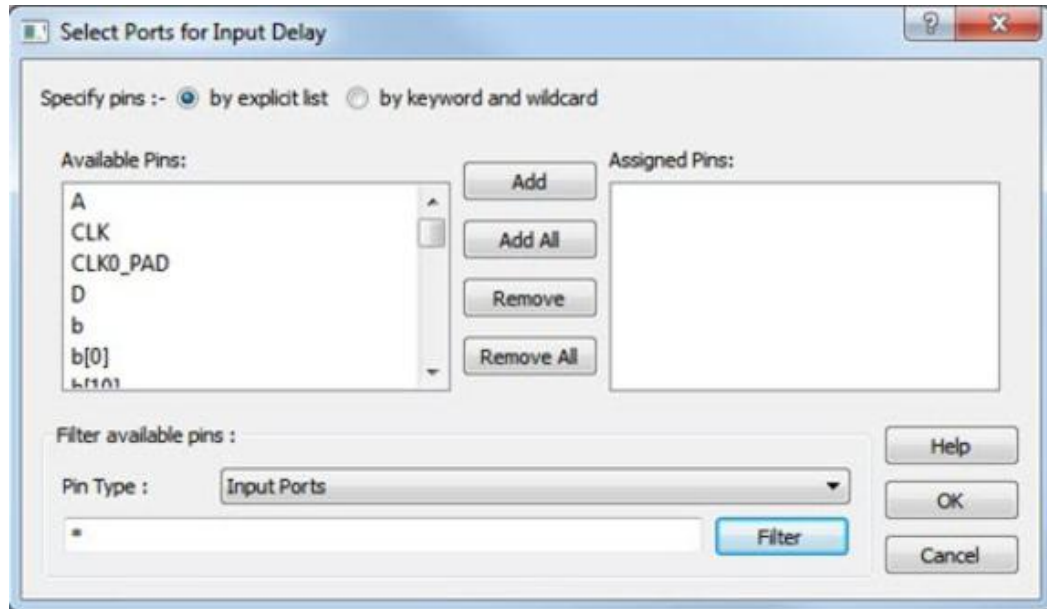 Select Ports for Input Delay
Specify pins :- by explicit list by keyword and wildcard
Available Pins:
A
CLK
CLK0_PAD
D
b
b[0]
b[10]
Add
Add All
Remove
Remove All
Assigned Pins:
Filter available pins :
Pin Type : Input Ports
*
Filter
Help
OK
Cancel